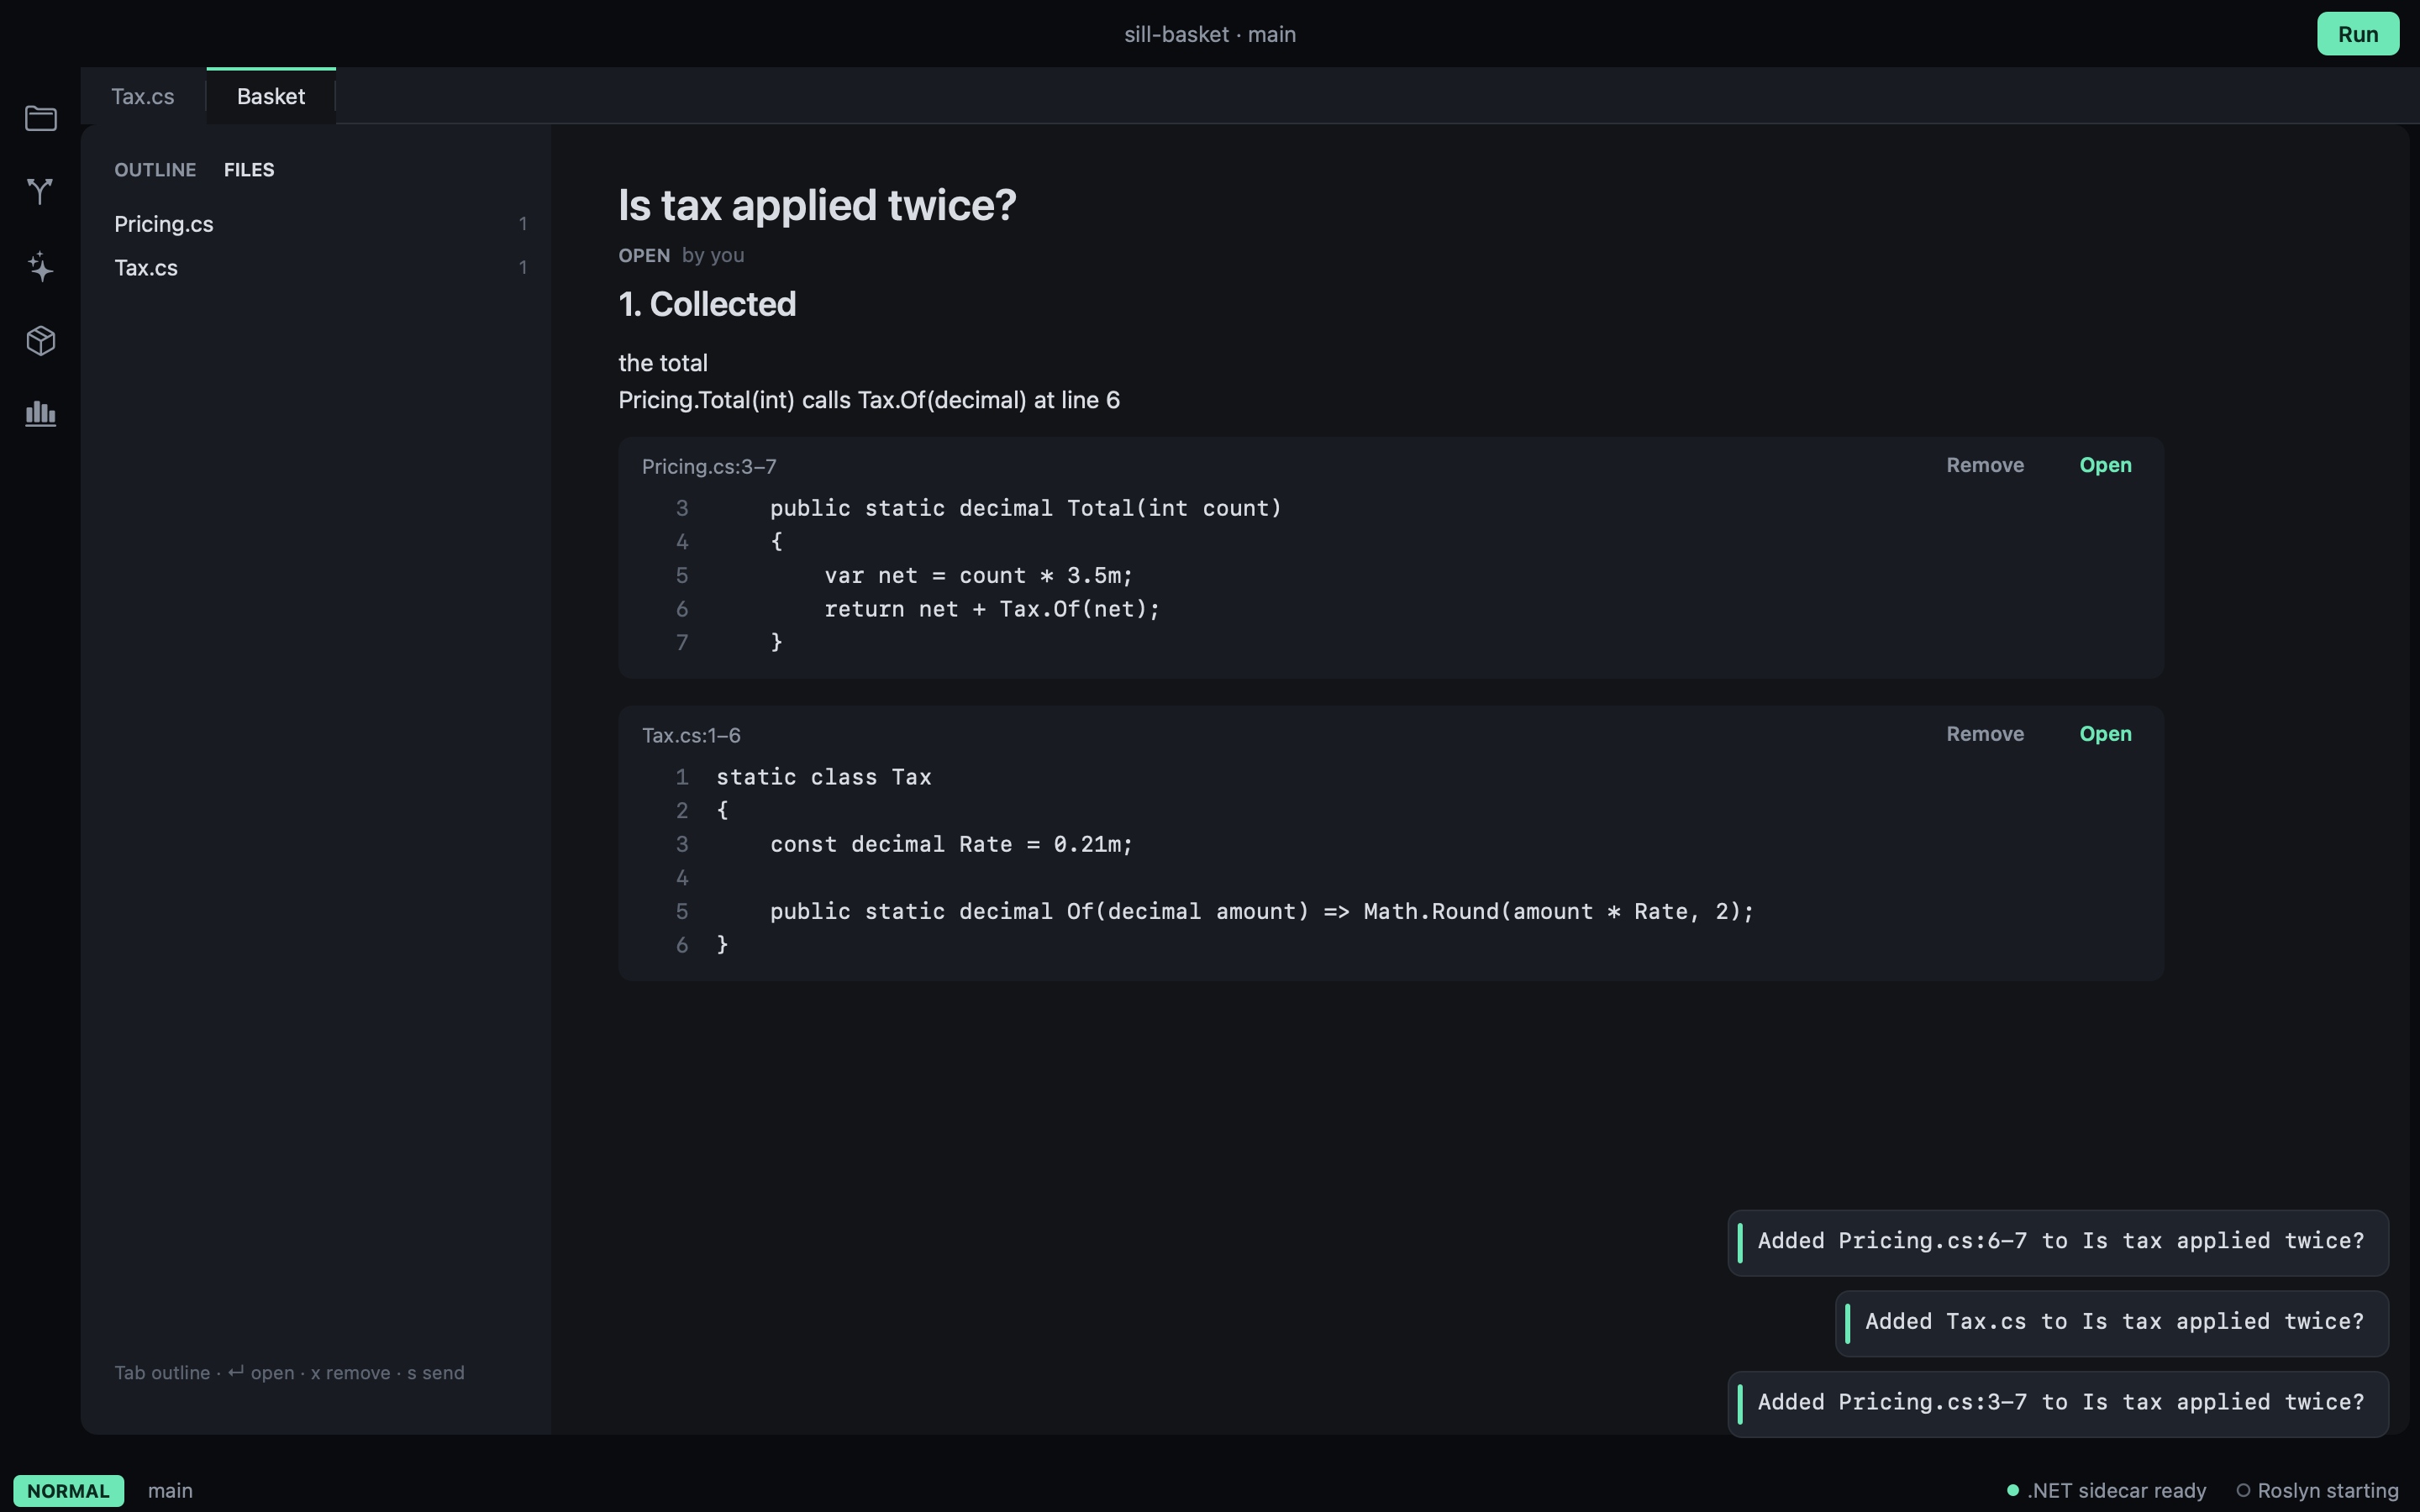 sill-basket · main
Run
Tax.cs
Basket
OUTLINE FILES
Pricing.cs 1
Tax.cs 1
Tab outline · ↵ open · x remove · s send
Is tax applied twice?
OPEN by you
1. Collected
the total
Pricing.Total(int) calls Tax.Of(decimal) at line 6
Pricing.cs:3–7 Remove Open
3     public static decimal Total(int count)
4     {
5         var net = count * 3.5m;
6         return net + Tax.Of(net);
7     }
Tax.cs:1–6 Remove Open
1 static class Tax
2 {
3     const decimal Rate = 0.21m;
4
5     public static decimal Of(decimal amount) => Math.Round(amount * Rate, 2);
6 }
Added Pricing.cs:6–7 to Is tax applied twice?
Added Tax.cs to Is tax applied twice?
Added Pricing.cs:3–7 to Is tax applied twice?
NORMAL main
.NET sidecar ready
Roslyn starting